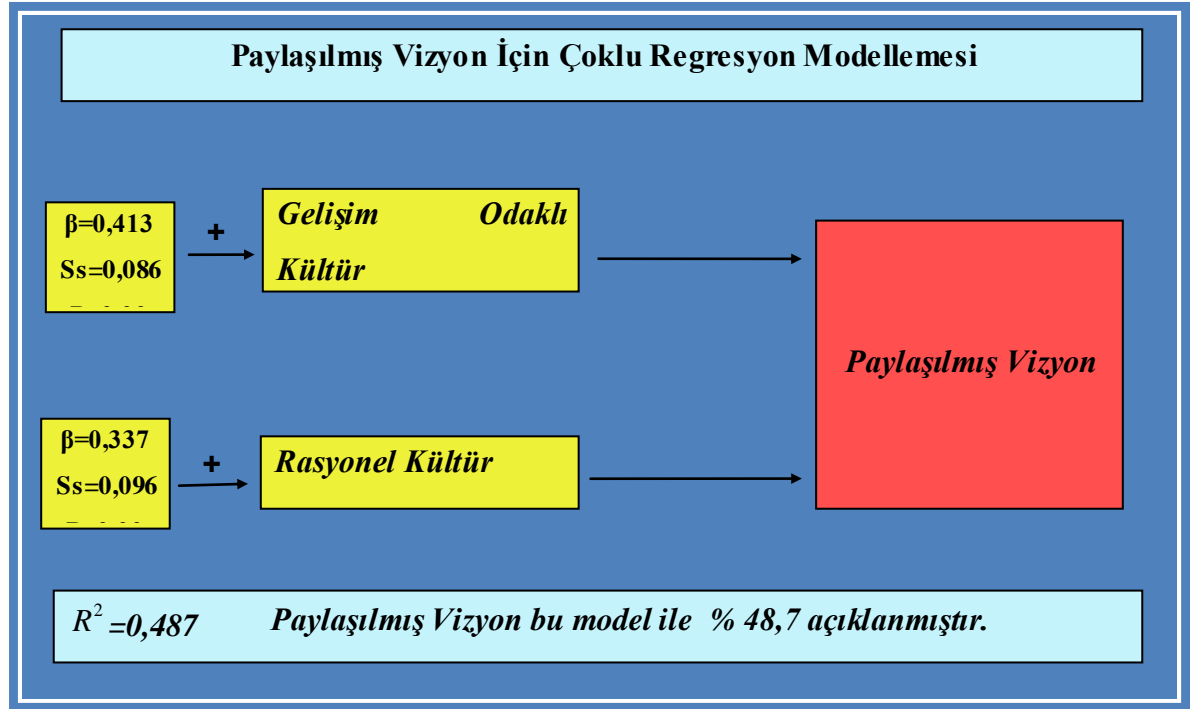 Paylaşılmış Vizyon İçin Çoklu Regresyon Modellemesi
β=0,413
Ss=0,086
+
Gelişim Odaklı
Kültür
Paylaşılmış Vizyon
β=0,337
Ss=0,096
+
Rasyonel Kültür
R²=0,487 Paylaşılmış Vizyon bu model ile % 48,7 açıklanmıştır.